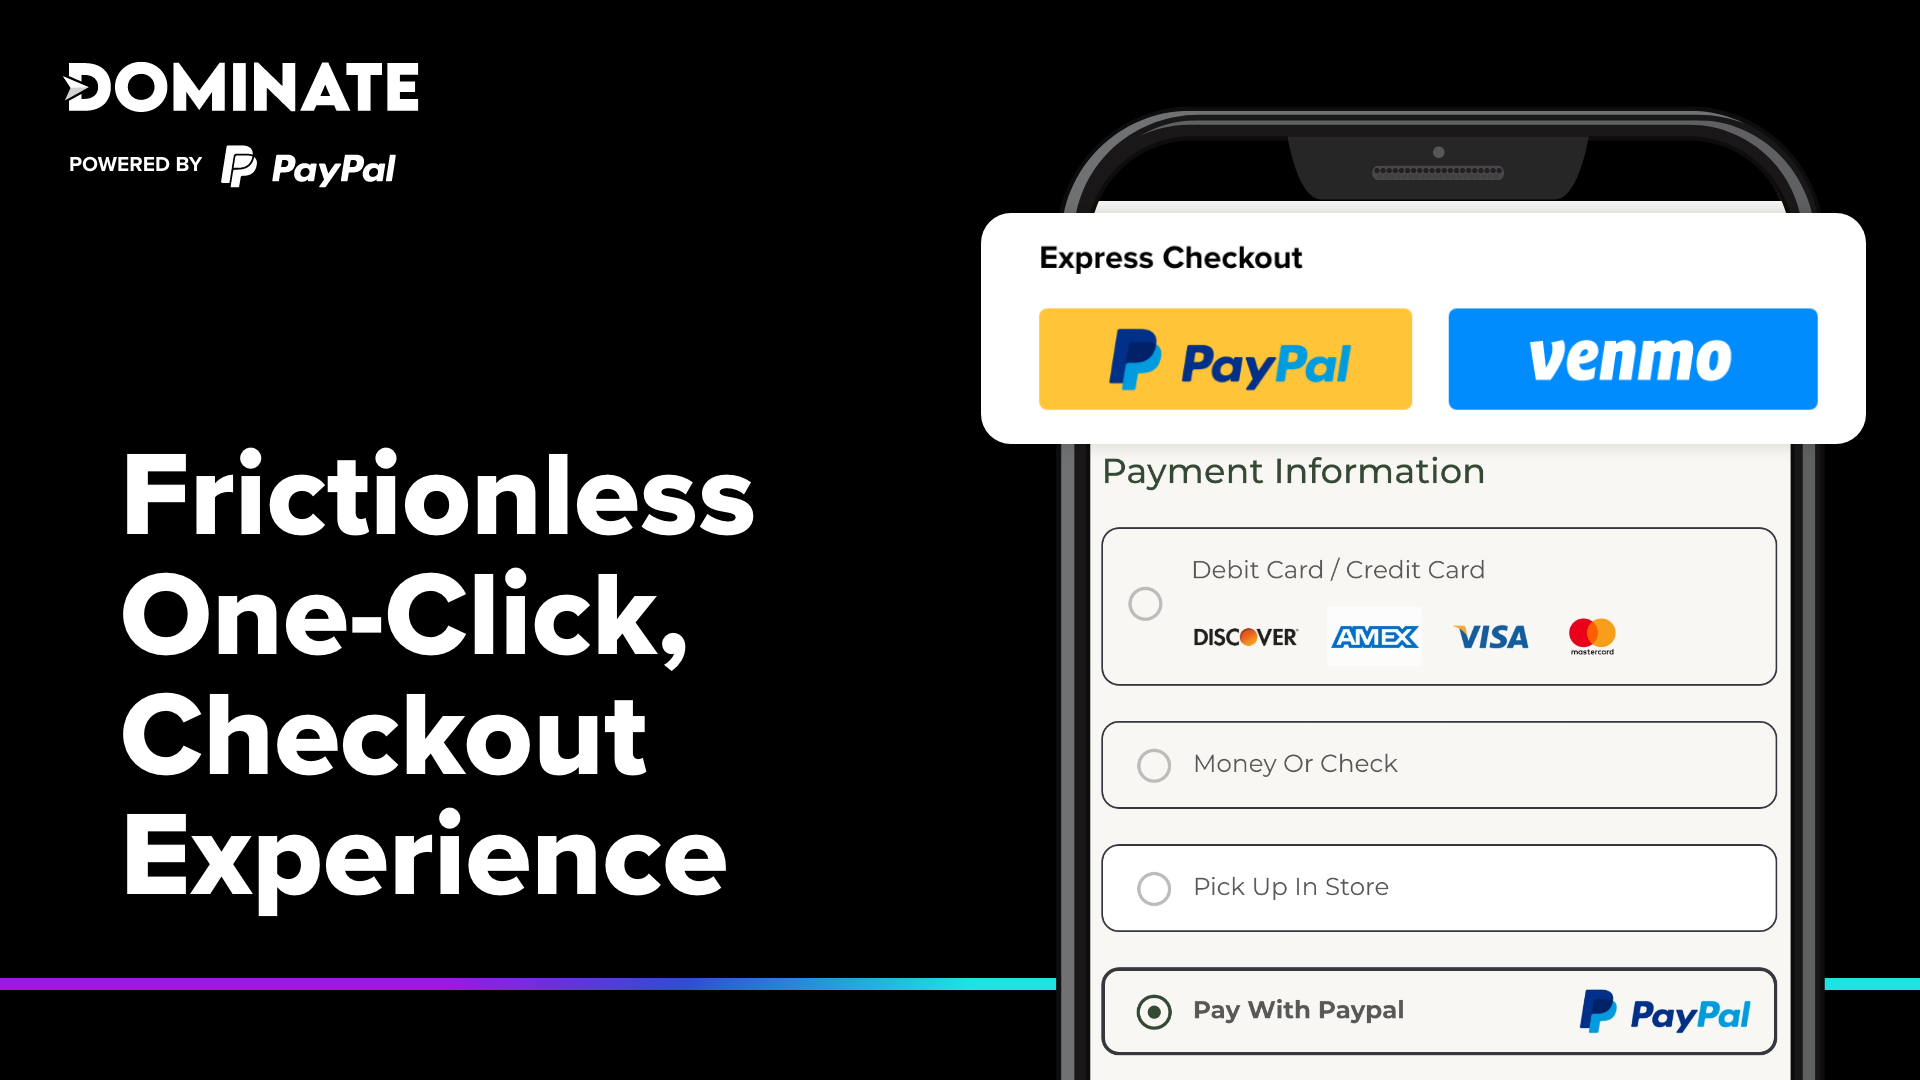 DOMINATE
POWERED BY PayPal
Frictionless
One-Click,
Checkout
Experience
Express Checkout
PayPal venmo
Payment Information
Debit Card / Credit Card
DISCOVER AMEX VISA mastercard
Money Or Check
Pick Up In Store
Pay With Paypal PayPal